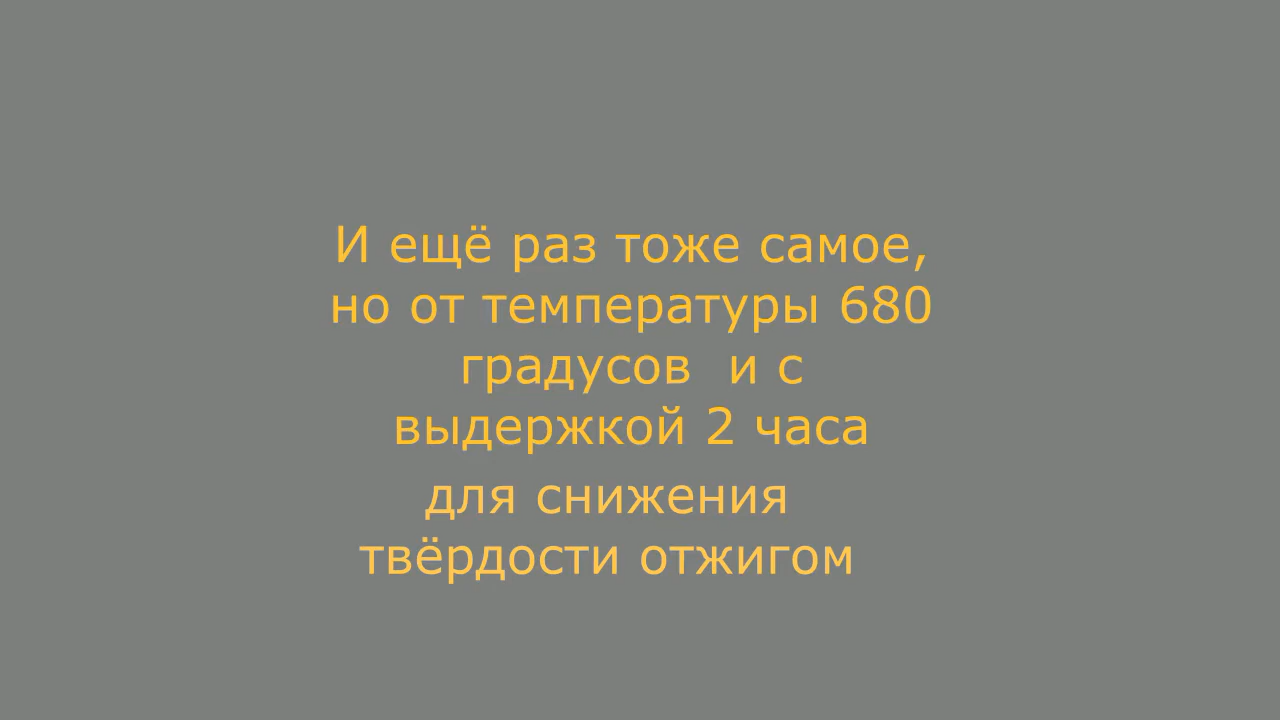 И ещё раз тоже самое,
но от температуры 680
градусов  и с
выдержкой 2 часа
для снижения
твёрдости отжигом